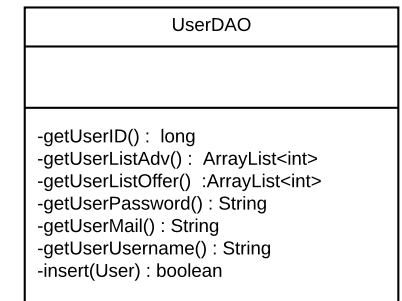 UserDAO
-getUserID() : long
-getUserListAdv() : ArrayList<int>
-getUserListOffer() :ArrayList<int>
-getUserPassword() : String
-getUserMail() : String
-getUserUsername() : String
-insert(User) : boolean